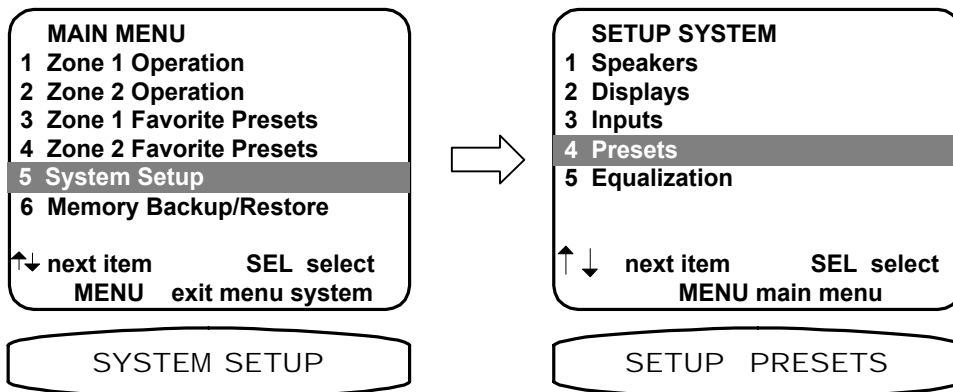 MAIN MENU
1 Zone 1 Operation
2 Zone 2 Operation
3 Zone 1 Favorite Presets
4 Zone 2 Favorite Presets
5 System Setup
6 Memory Backup/Restore
↑↓ next item SEL select
MENU exit menu system
SYSTEM SETUP
SETUP SYSTEM
1 Speakers
2 Displays
3 Inputs
4 Presets
5 Equalization
↑ ↓ next item SEL select
MENU main menu
SETUP PRESETS